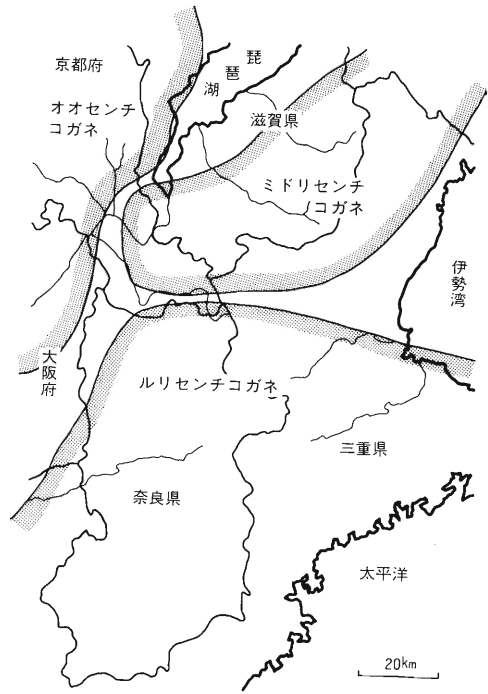 琵琶湖
京都府
オオセンチ
コガネ
滋賀県
ミドリセンチ
コガネ
伊勢湾
大阪府
ルリセンチコガネ
三重県
奈良県
太平洋
20km